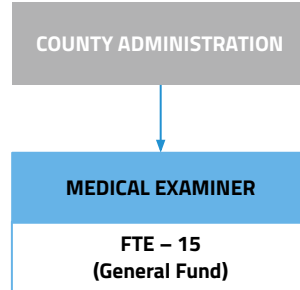 COUNTY ADMINISTRATION
MEDICAL EXAMINER
FTE – 15
(General Fund)